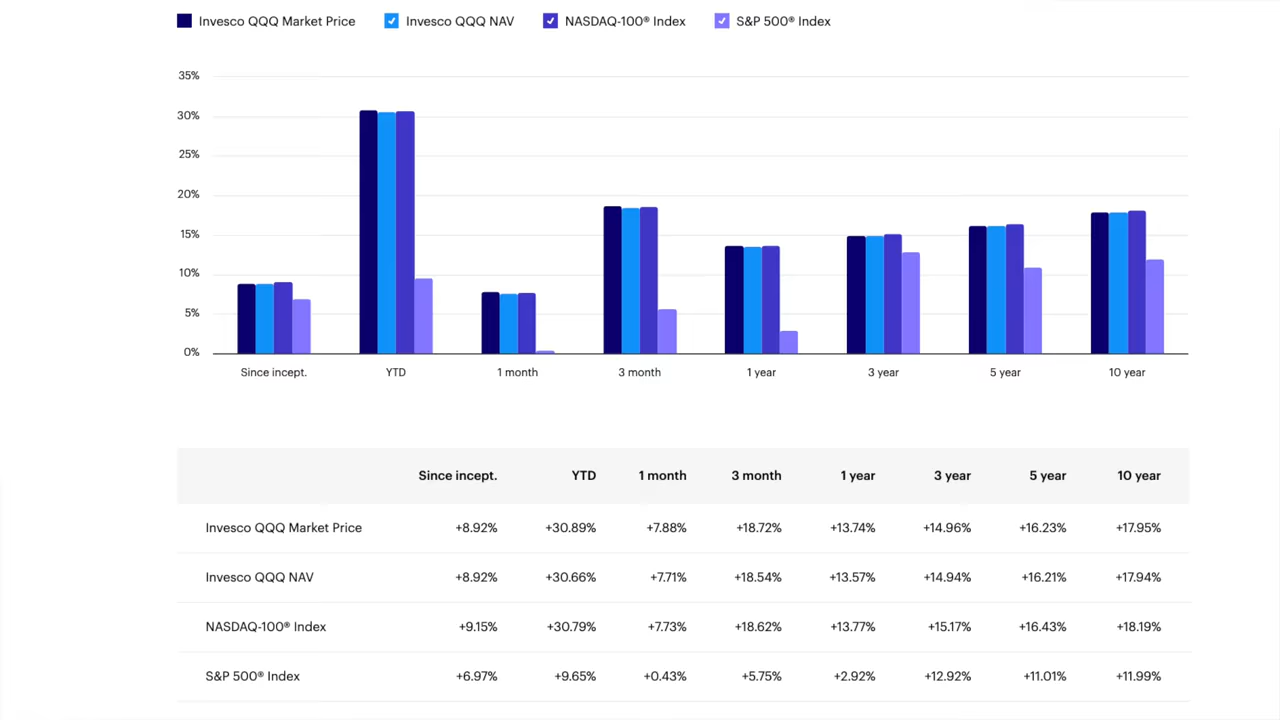 Invesco QQQ Market Price Invesco QQQ NAV NASDAQ-100® Index S&P 500® Index
35%
30%
25%
20%
15%
10%
5%
0%
Since incept. YTD 1 month 3 month 1 year 3 year 5 year 10 year
Since incept. YTD 1 month 3 month 1 year 3 year 5 year 10 year
Invesco QQQ Market Price +8.92% +30.89% +7.88% +18.72% +13.74% +14.96% +16.23% +17.95%
Invesco QQQ NAV +8.92% +30.66% +7.71% +18.54% +13.57% +14.94% +16.21% +17.94%
NASDAQ-100® Index +9.15% +30.79% +7.73% +18.62% +13.77% +15.17% +16.43% +18.19%
S&P 500® Index +6.97% +9.65% +0.43% +5.75% +2.92% +12.92% +11.01% +11.99%